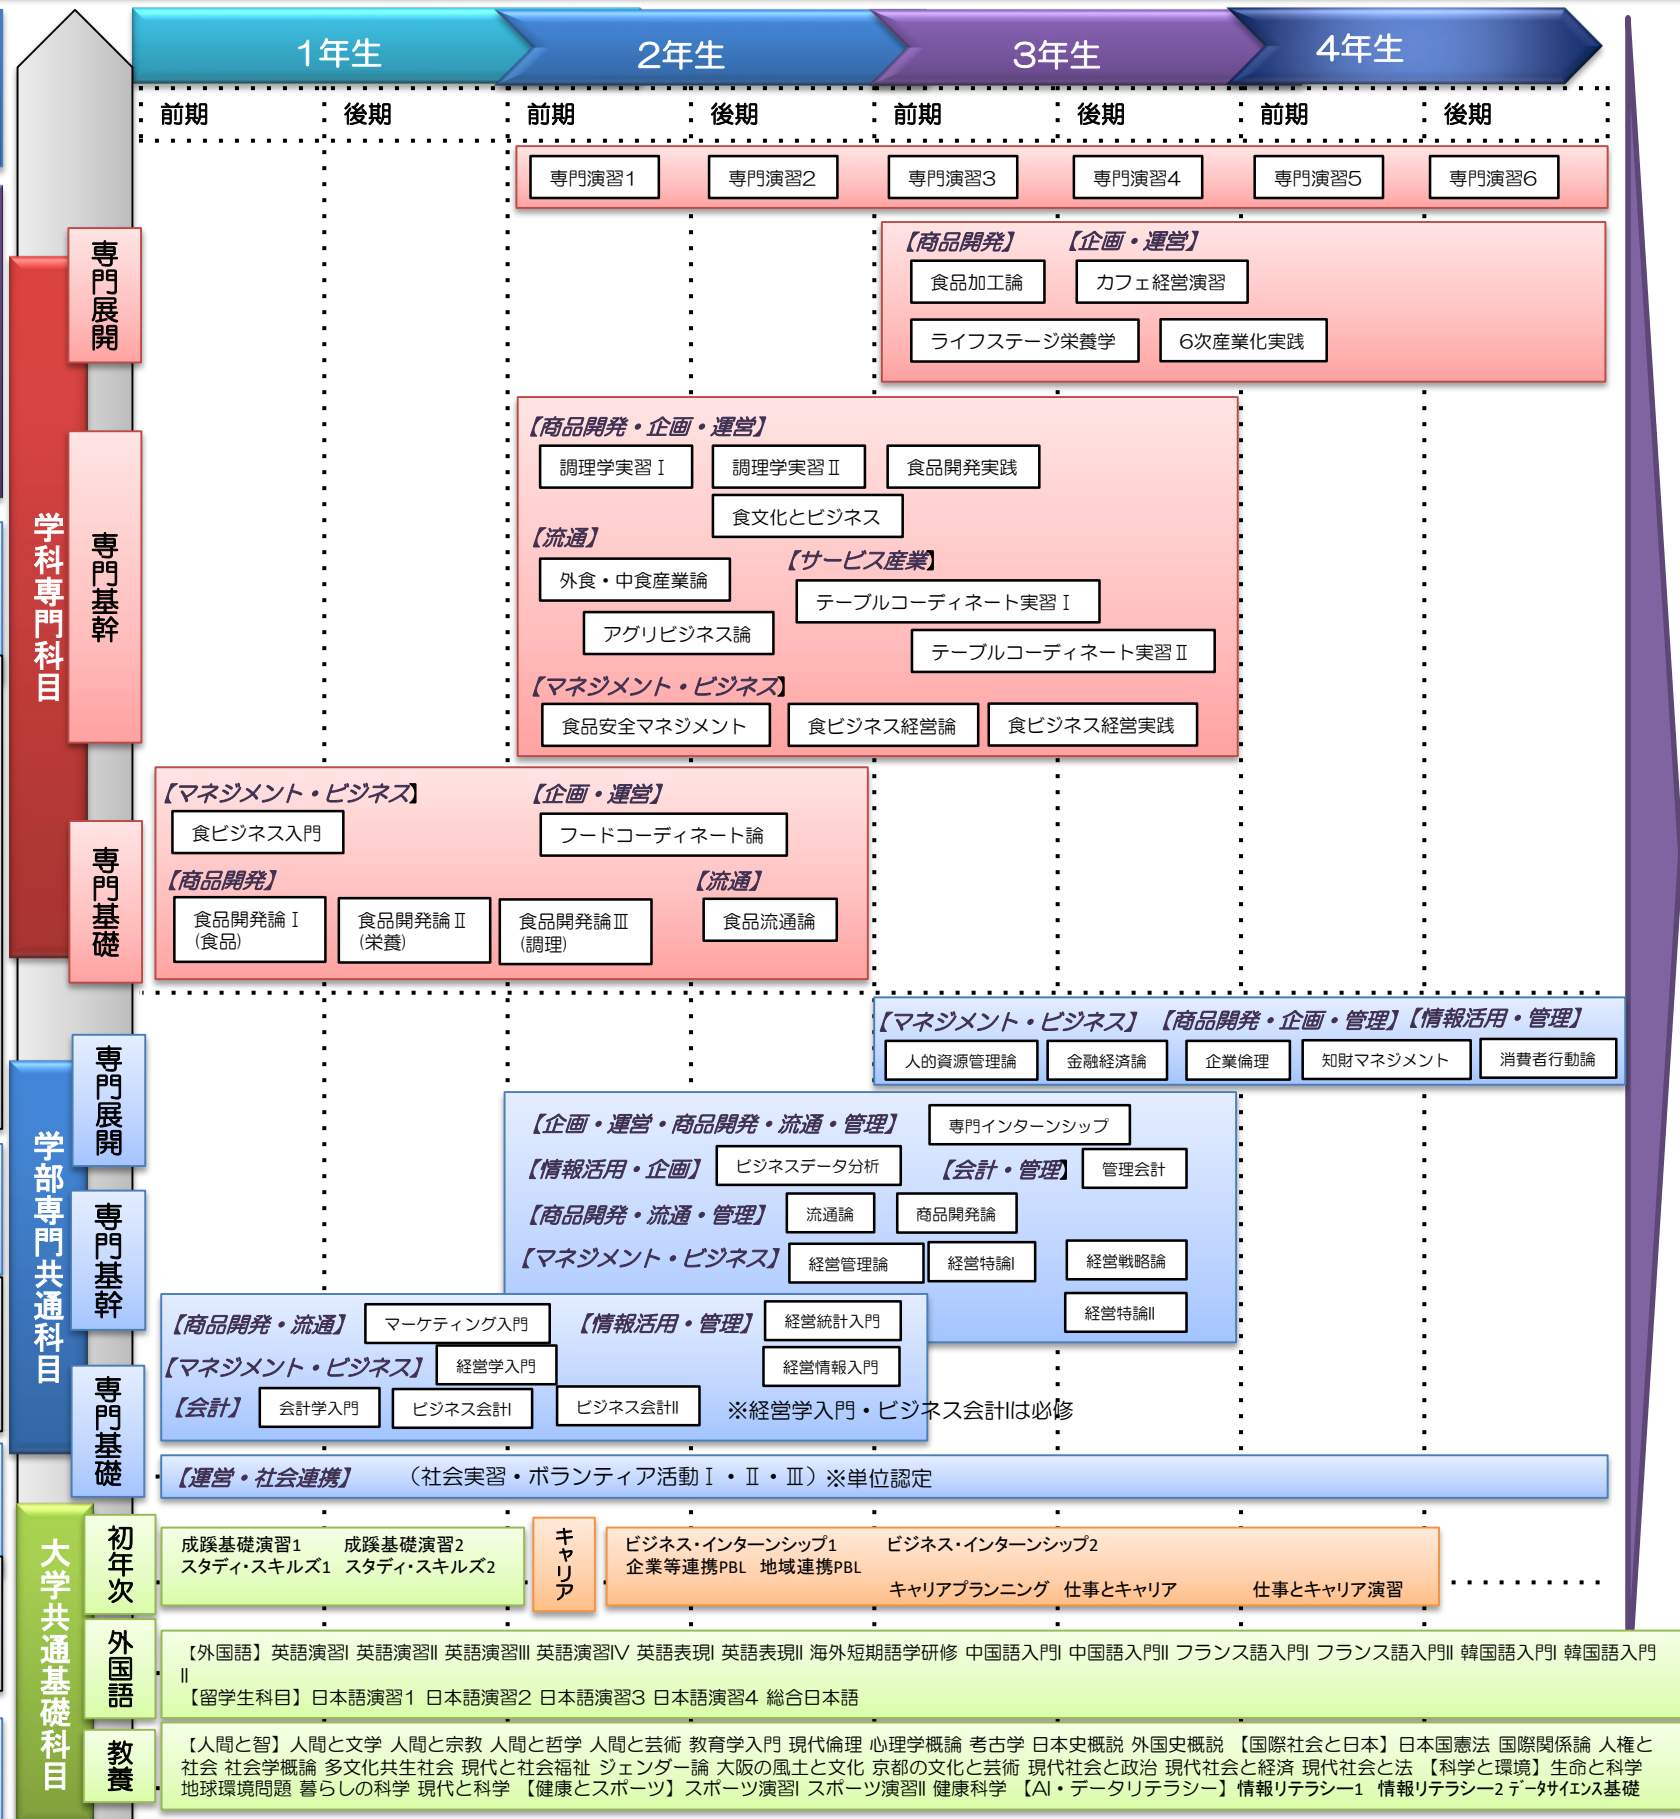 1年生 2年生 3年生 4年生
前期 後期 前期 後期 前期 後期 前期 後期
専門演習1 専門演習2 専門演習3 専門演習4 専門演習5 専門演習6
学科専門科目
専門展開
【商品開発】 【企画・運営】
食品加工論 カフェ経営演習
ライフステージ栄養学 6次産業化実践
専門基幹
【商品開発・企画・運営】
調理学実習Ⅰ 調理学実習Ⅱ 食品開発実践
食文化とビジネス
【流通】
【サービス産業】
外食・中食産業論
テーブルコーディネート実習Ⅰ
アグリビジネス論
テーブルコーディネート実習Ⅱ
【マネジメント・ビジネス】
食品安全マネジメント 食ビジネス経営論 食ビジネス経営実践
専門基礎
【マネジメント・ビジネス】 【企画・運営】
食ビジネス入門 フードコーディネート論
【商品開発】 【流通】
食品開発論Ⅰ 食品開発論Ⅱ 食品開発論Ⅲ 食品流通論
(食品) (栄養) (調理)
学部専門共通科目
専門展開
【マネジメント・ビジネス】 【商品開発・企画・管理】【情報活用・管理】
人的資源管理論 金融経済論 企業倫理 知財マネジメント 消費者行動論
専門基幹
【企画・運営・商品開発・流通・管理】 専門インターンシップ
【情報活用・企画】 ビジネスデータ分析 【会計・管理】 管理会計
【商品開発・流通・管理】 流通論 商品開発論
【マネジメント・ビジネス】 経営管理論 経営特論Ⅰ 経営戦略論
経営特論Ⅱ
専門基礎
【商品開発・流通】 マーケティング入門 【情報活用・管理】 経営統計入門
【マネジメント・ビジネス】 経営学入門 経営情報入門
【会計】 会計学入門 ビジネス会計Ⅰ ビジネス会計Ⅱ ※経営学入門・ビジネス会計Ⅰは必修
【運営・社会連携】 （社会実習・ボランティア活動Ⅰ・Ⅱ・Ⅲ）※単位認定
大学共通基礎科目
初年次
成蹊基礎演習1 成蹊基礎演習2
スタディ・スキルズ1 スタディ・スキルズ2
キャリア
ビジネス・インターンシップ1 ビジネス・インターンシップ2
企業等連携PBL 地域連携PBL
キャリアプランニング 仕事とキャリア 仕事とキャリア演習
外国語
【外国語】英語演習Ⅰ 英語演習Ⅱ 英語演習Ⅲ 英語演習Ⅳ 英語表現Ⅰ 英語表現Ⅱ 海外短期語学研修 中国語入門Ⅰ 中国語入門Ⅱ フランス語入門Ⅰ フランス語入門Ⅱ 韓国語入門Ⅰ 韓国語入門
Ⅱ
【留学生科目】日本語演習1 日本語演習2 日本語演習3 日本語演習4 総合日本語
教養
【人間と智】人間と文学 人間と宗教 人間と哲学 人間と芸術 教育学入門 現代倫理 心理学概論 考古学 日本史概説 外国史概説 【国際社会と日本】日本国憲法 国際関係論 人権と
社会 社会学概論 多文化共生社会 現代と社会福祉 ジェンダー論 大阪の風土と文化 京都の文化と芸術 現代社会と政治 現代社会と経済 現代社会と法 【科学と環境】生命と科学
地球環境問題 暮らしの科学 現代と科学 【健康とスポーツ】スポーツ演習Ⅰ スポーツ演習Ⅱ 健康科学 【AI・データリテラシー】情報リテラシー1 情報リテラシー2 データサイエンス基礎